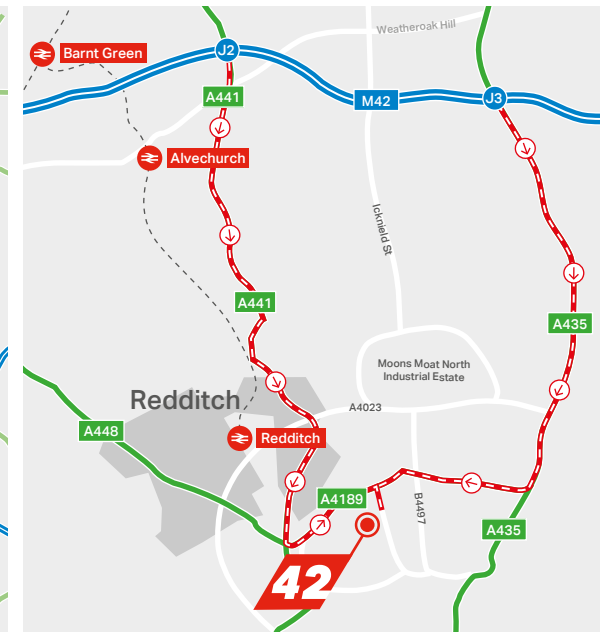 Weatheroak Hill
Barnt Green
J2
A441
M42
J3
Alvechurch
Icknield St
A441
A435
Moons Moat North
Industrial Estate
Redditch
A4023
A448
Redditch
A4189
B4497
A435
42